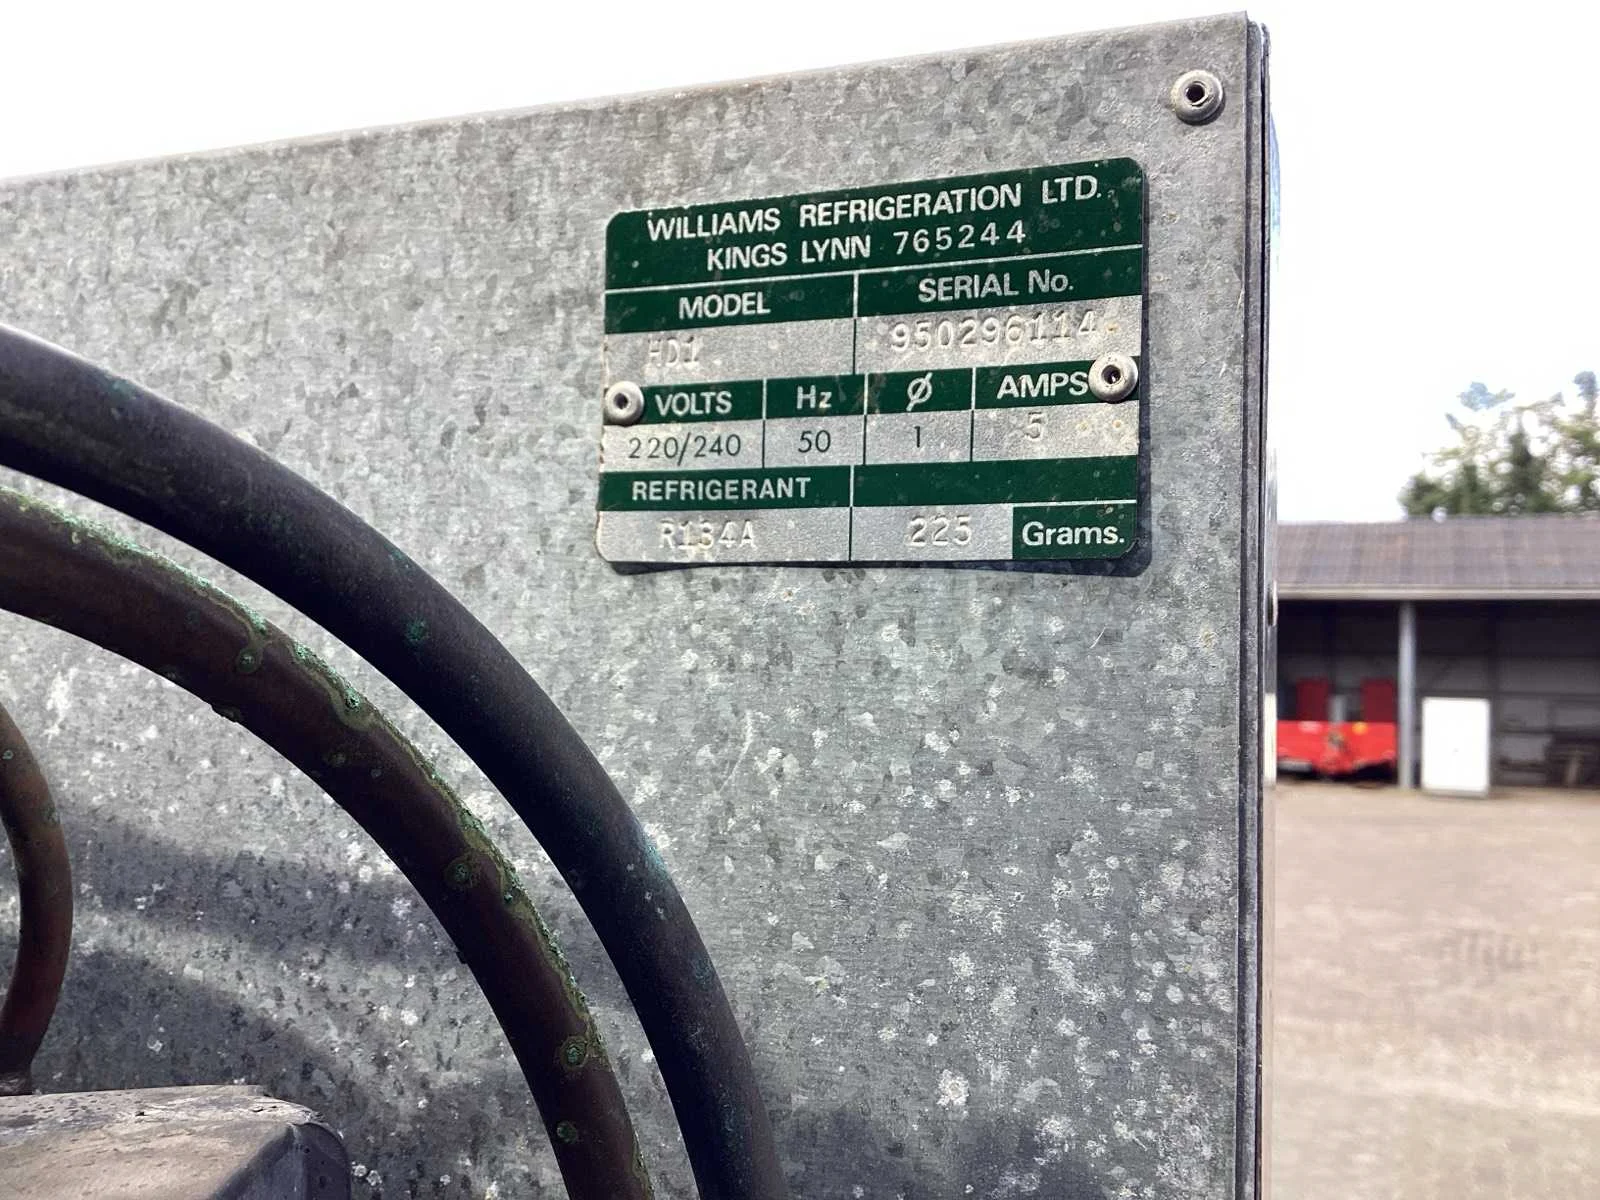 WILLIAMS REFRIGERATION LTD.
KINGS LYNN 765244
MODEL SERIAL No.
HD1 950296114
VOLTS Hz Ø AMPS
220/240 50 1 5
REFRIGERANT
R134A 225 Grams.